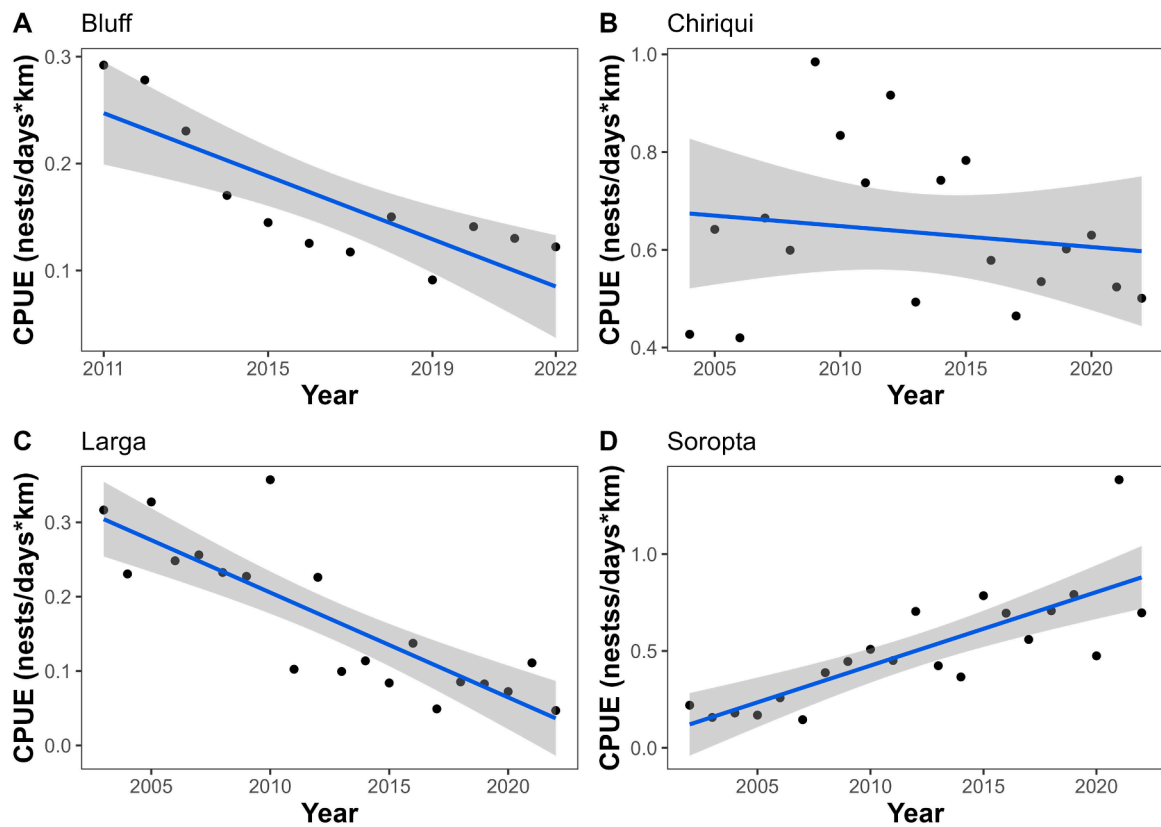 A Bluff
CPUE (nests/days*km)
0.3
0.2
0.1
2011 2015 2019 2022
Year
B Chiriqui
CPUE (nests/days*km)
1.0
0.8
0.6
0.4
2005 2010 2015 2020
Year
C Larga
CPUE (nests/days*km)
0.3
0.2
0.1
0.0
2005 2010 2015 2020
Year
D Soropta
CPUE (nestss/days*km)
1.0
0.5
0.0
2005 2010 2015 2020
Year